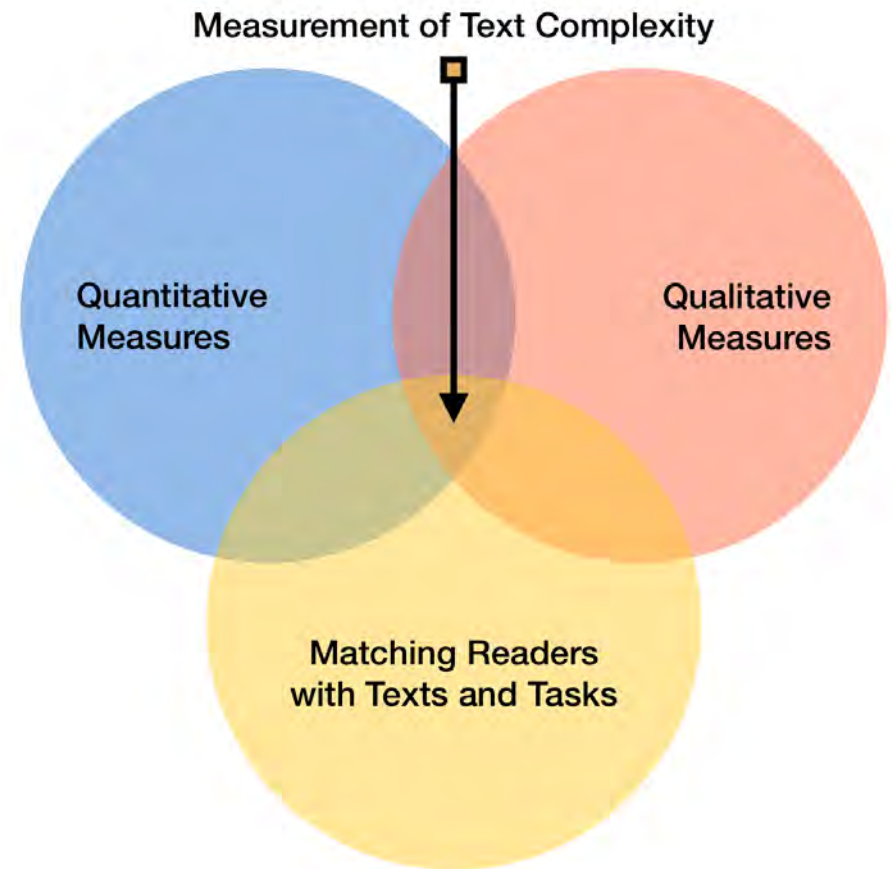 Measurement of Text Complexity
Quantitative
Measures
Qualitative
Measures
Matching Readers
with Texts and Tasks